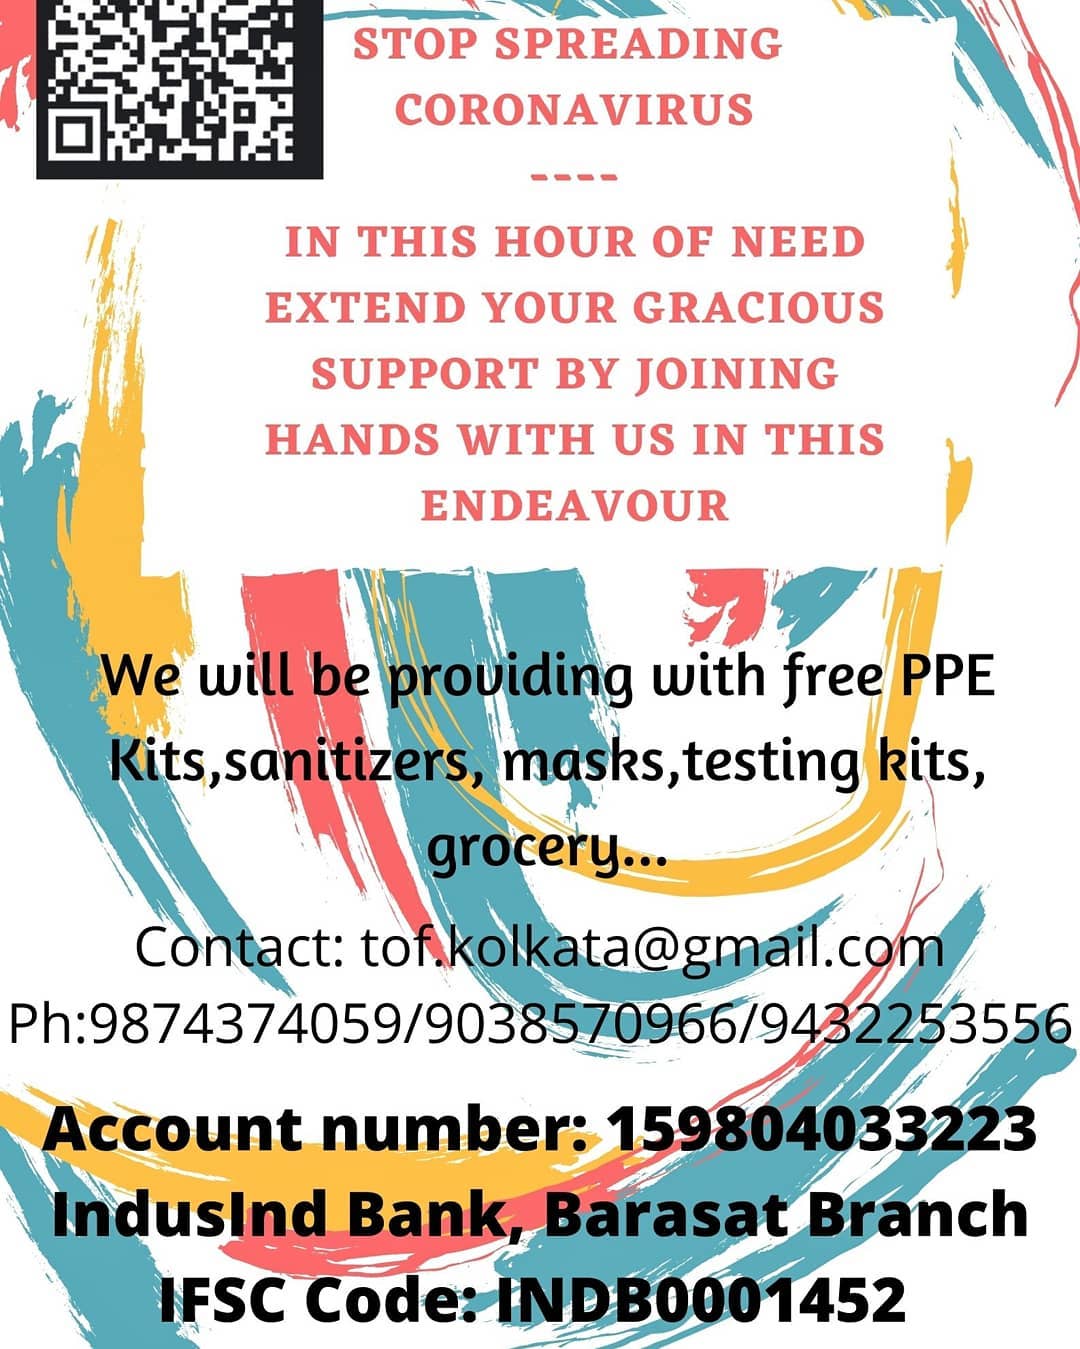 STOP SPREADING
CORONAVIRUS
----
IN THIS HOUR OF NEED
EXTEND YOUR GRACIOUS
SUPPORT BY JOINING
HANDS WITH US IN THIS
ENDEAVOUR
We will be providing with free PPE
Kits,sanitizers, masks,testing kits,
grocery...
Contact: tof.kolkata@gmail.com
Ph:9874374059/9038570966/9432253556
Account number: 159804033223
IndusInd Bank, Barasat Branch
IFSC Code: INDB0001452